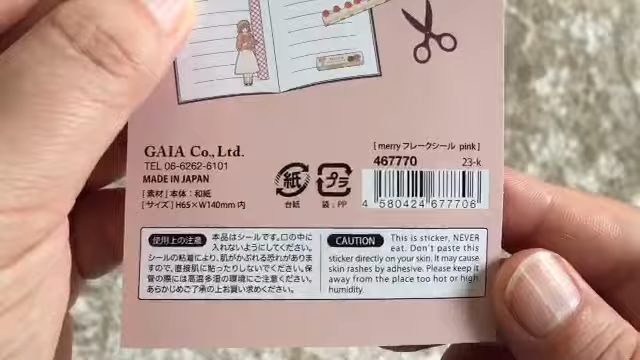 GAIA Co., Ltd.
TEL 06-6262-6101
MADE IN JAPAN
[素材] 本体：和紙
[サイズ] H65×W140mm 内
紙
台紙
プラ
袋：PP
[ merry フレークシール pink ]
467770 23-k
4 580424 677706
使用上の注意 本品はシールです。口の中に
入れないようにしてください。
シールの粘着により、肌がかぶれる恐れがありま
すので、直接肌に貼ったりしないでください。保
管の際には高温多湿の環境にご注意ください。
あらかじめご了承の上お買い求めください。
CAUTION This is sticker, NEVER
eat. Don't paste this
sticker directly on your skin. It may cause
skin rashes by adhesive. Please keep it
away from the place too hot or high
humidity.